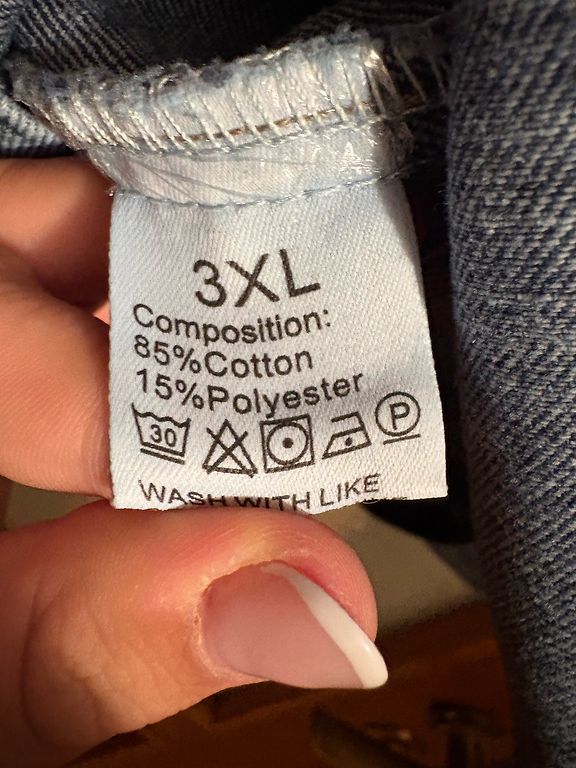 3XL
Composition:
85%Cotton
15%Polyester
30 P
WASH WITH LIKE